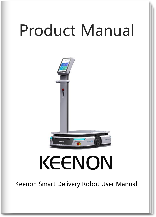 Product Manual
KEENON
Keenon Smart Delivery Robot User Manual